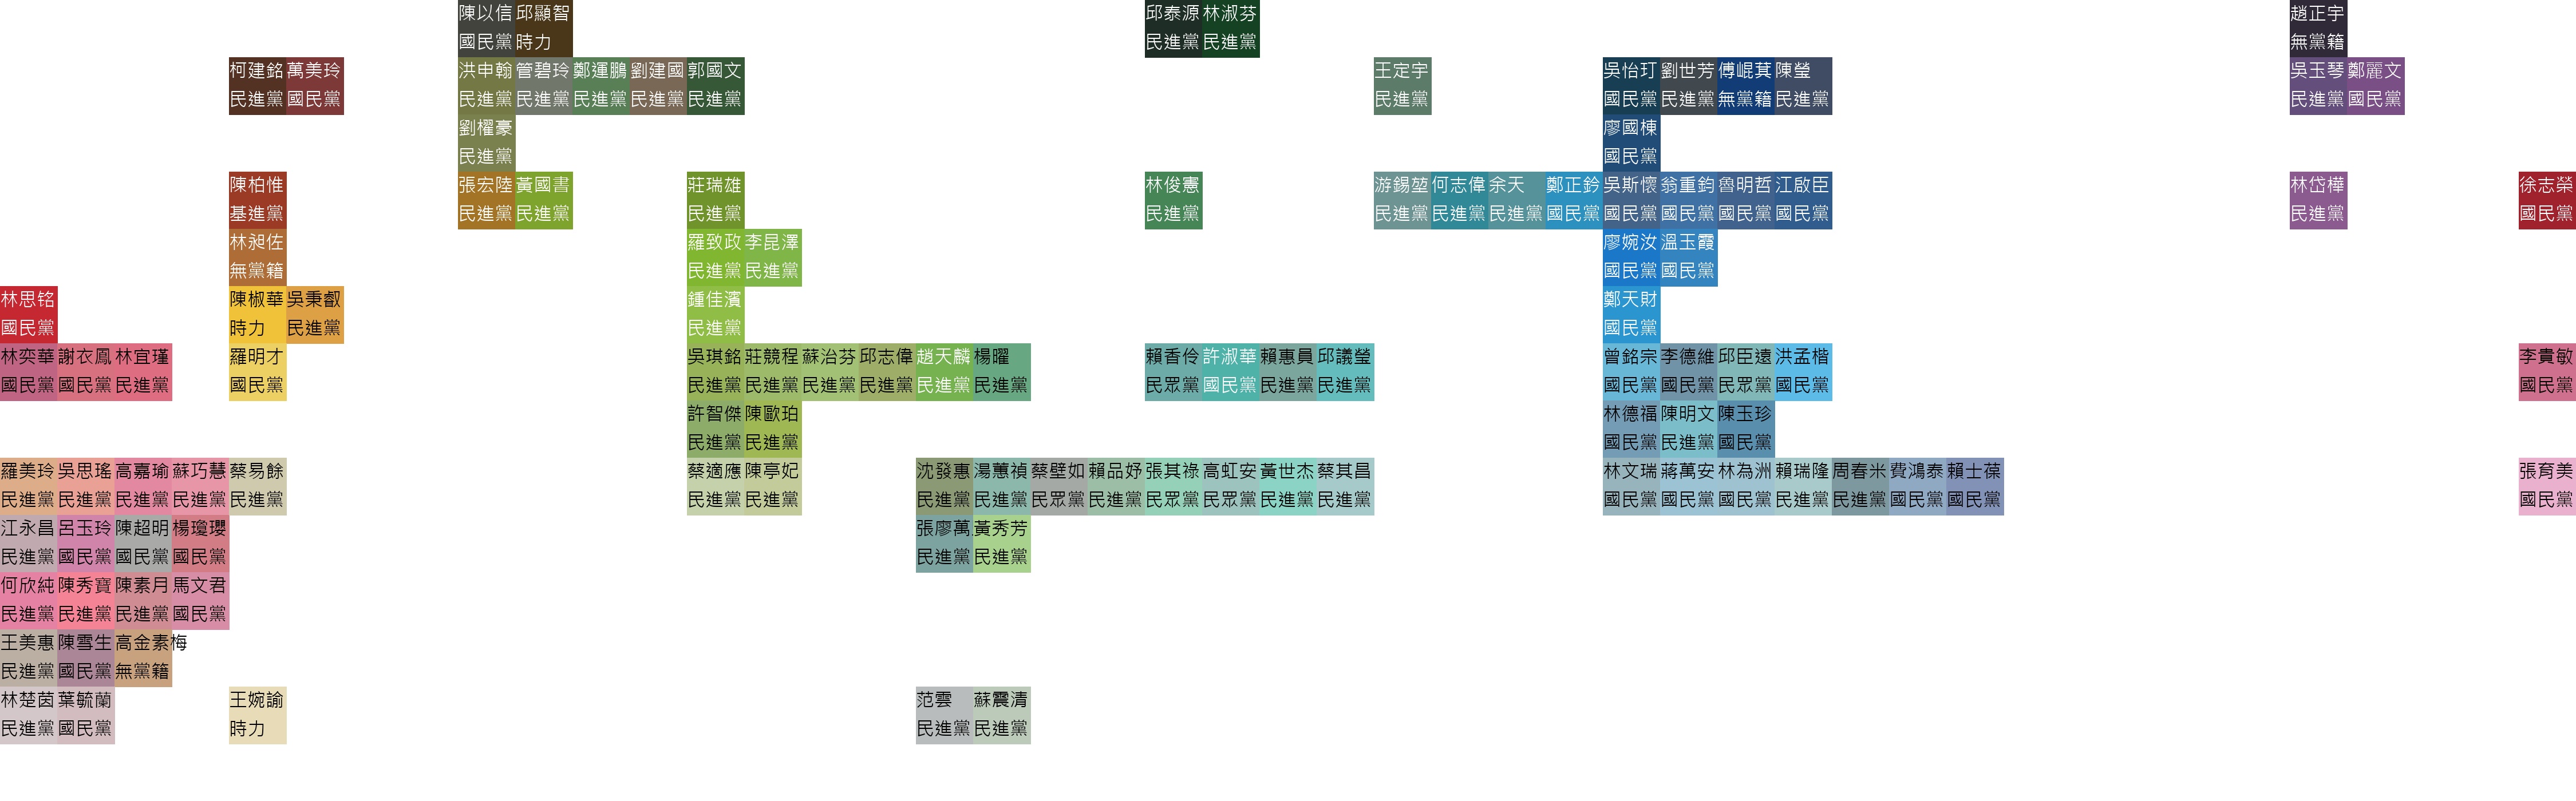 陳以信 邱顯智 邱泰源 林淑芬 趙正宇
國民黨 時力 民進黨 民進黨 無黨籍
柯建銘 萬美玲 洪申翰 管碧玲 鄭運鵬 劉建國 郭國文 王定宇 吳怡玎 劉世芳 傅崐萁 陳瑩 吳玉琴 鄭麗文
民進黨 國民黨 民進黨 民進黨 民進黨 民進黨 民進黨 民進黨 國民黨 民進黨 無黨籍 民進黨 民進黨 國民黨
劉櫂豪 廖國棟
民進黨 國民黨
陳柏惟 張宏陸 黃國書 莊瑞雄 林俊憲 游錫堃 何志偉 余天 鄭正鈐 吳斯懷 翁重鈞 魯明哲 江啟臣 林岱樺 徐志榮
基進黨 民進黨 民進黨 民進黨 民進黨 民進黨 民進黨 民進黨 國民黨 國民黨 國民黨 國民黨 國民黨 民進黨 國民黨
林昶佐 羅致政 李昆澤 廖婉汝 溫玉霞
無黨籍 民進黨 民進黨 國民黨 國民黨
林思铭 陳椒華 吳秉叡 鍾佳濱 鄭天財
國民黨 時力 民進黨 民進黨 國民黨
林奕華 謝衣鳳 林宜瑾 羅明才 吳琪銘 莊競程 蘇治芬 邱志偉 趙天麟 楊曜 賴香伶 許淑華 賴惠員 邱議瑩 曾銘宗 李德維 邱臣遠 洪孟楷 李貴敏
國民黨 國民黨 民進黨 國民黨 民進黨 民進黨 民進黨 民進黨 民進黨 民進黨 民眾黨 國民黨 民進黨 民進黨 國民黨 國民黨 民眾黨 國民黨 國民黨
許智傑 陳歐珀 林德福 陳明文 陳玉珍
民進黨 民進黨 國民黨 民進黨 國民黨
羅美玲 吳思瑤 高嘉瑜 蘇巧慧 蔡易餘 蔡適應 陳亭妃 沈發惠 湯蕙禎 蔡壁如 賴品妤 張其祿 高虹安 黃世杰 蔡其昌 林文瑞 蔣萬安 林為洲 賴瑞隆 周春米 費鴻泰 賴士葆 張育美
民進黨 民進黨 民進黨 民進黨 民進黨 民進黨 民進黨 民進黨 民進黨 民眾黨 民進黨 民眾黨 民眾黨 民進黨 民進黨 國民黨 國民黨 國民黨 民進黨 民進黨 國民黨 國民黨 國民黨
江永昌 呂玉玲 陳超明 楊瓊瓔 張廖萬 黃秀芳
民進黨 國民黨 國民黨 國民黨 民進黨 民進黨
何欣純 陳秀寶 陳素月 馬文君
民進黨 民進黨 民進黨 國民黨
王美惠 陳雪生 高金素梅
民進黨 國民黨 無黨籍
林楚茵 葉毓蘭 王婉諭 范雲 蘇震清
民進黨 國民黨 時力 民進黨 民進黨